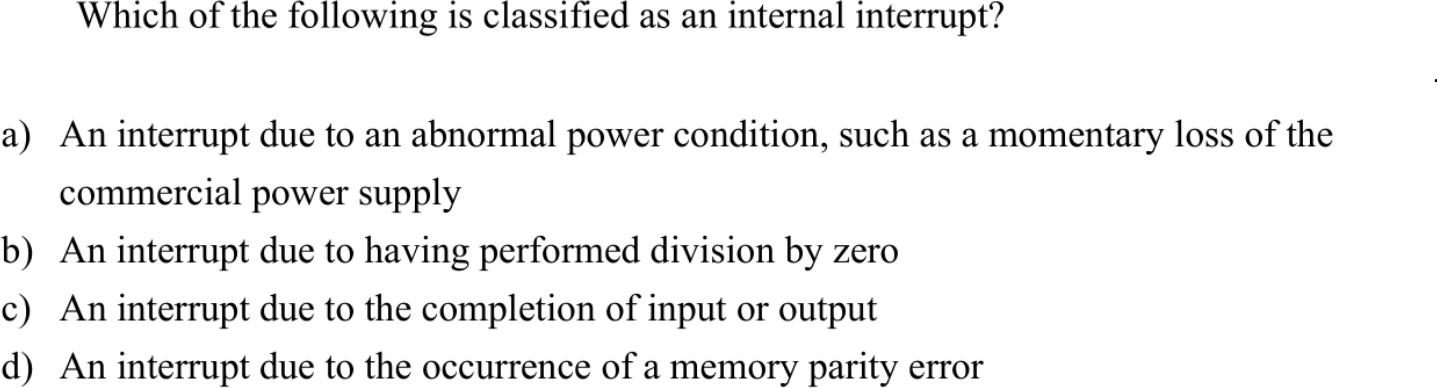 Which of the following is classified as an internal interrupt?
a) An interrupt due to an abnormal power condition, such as a momentary loss of the
commercial power supply
b) An interrupt due to having performed division by zero
c) An interrupt due to the completion of input or output
d) An interrupt due to the occurrence of a memory parity error